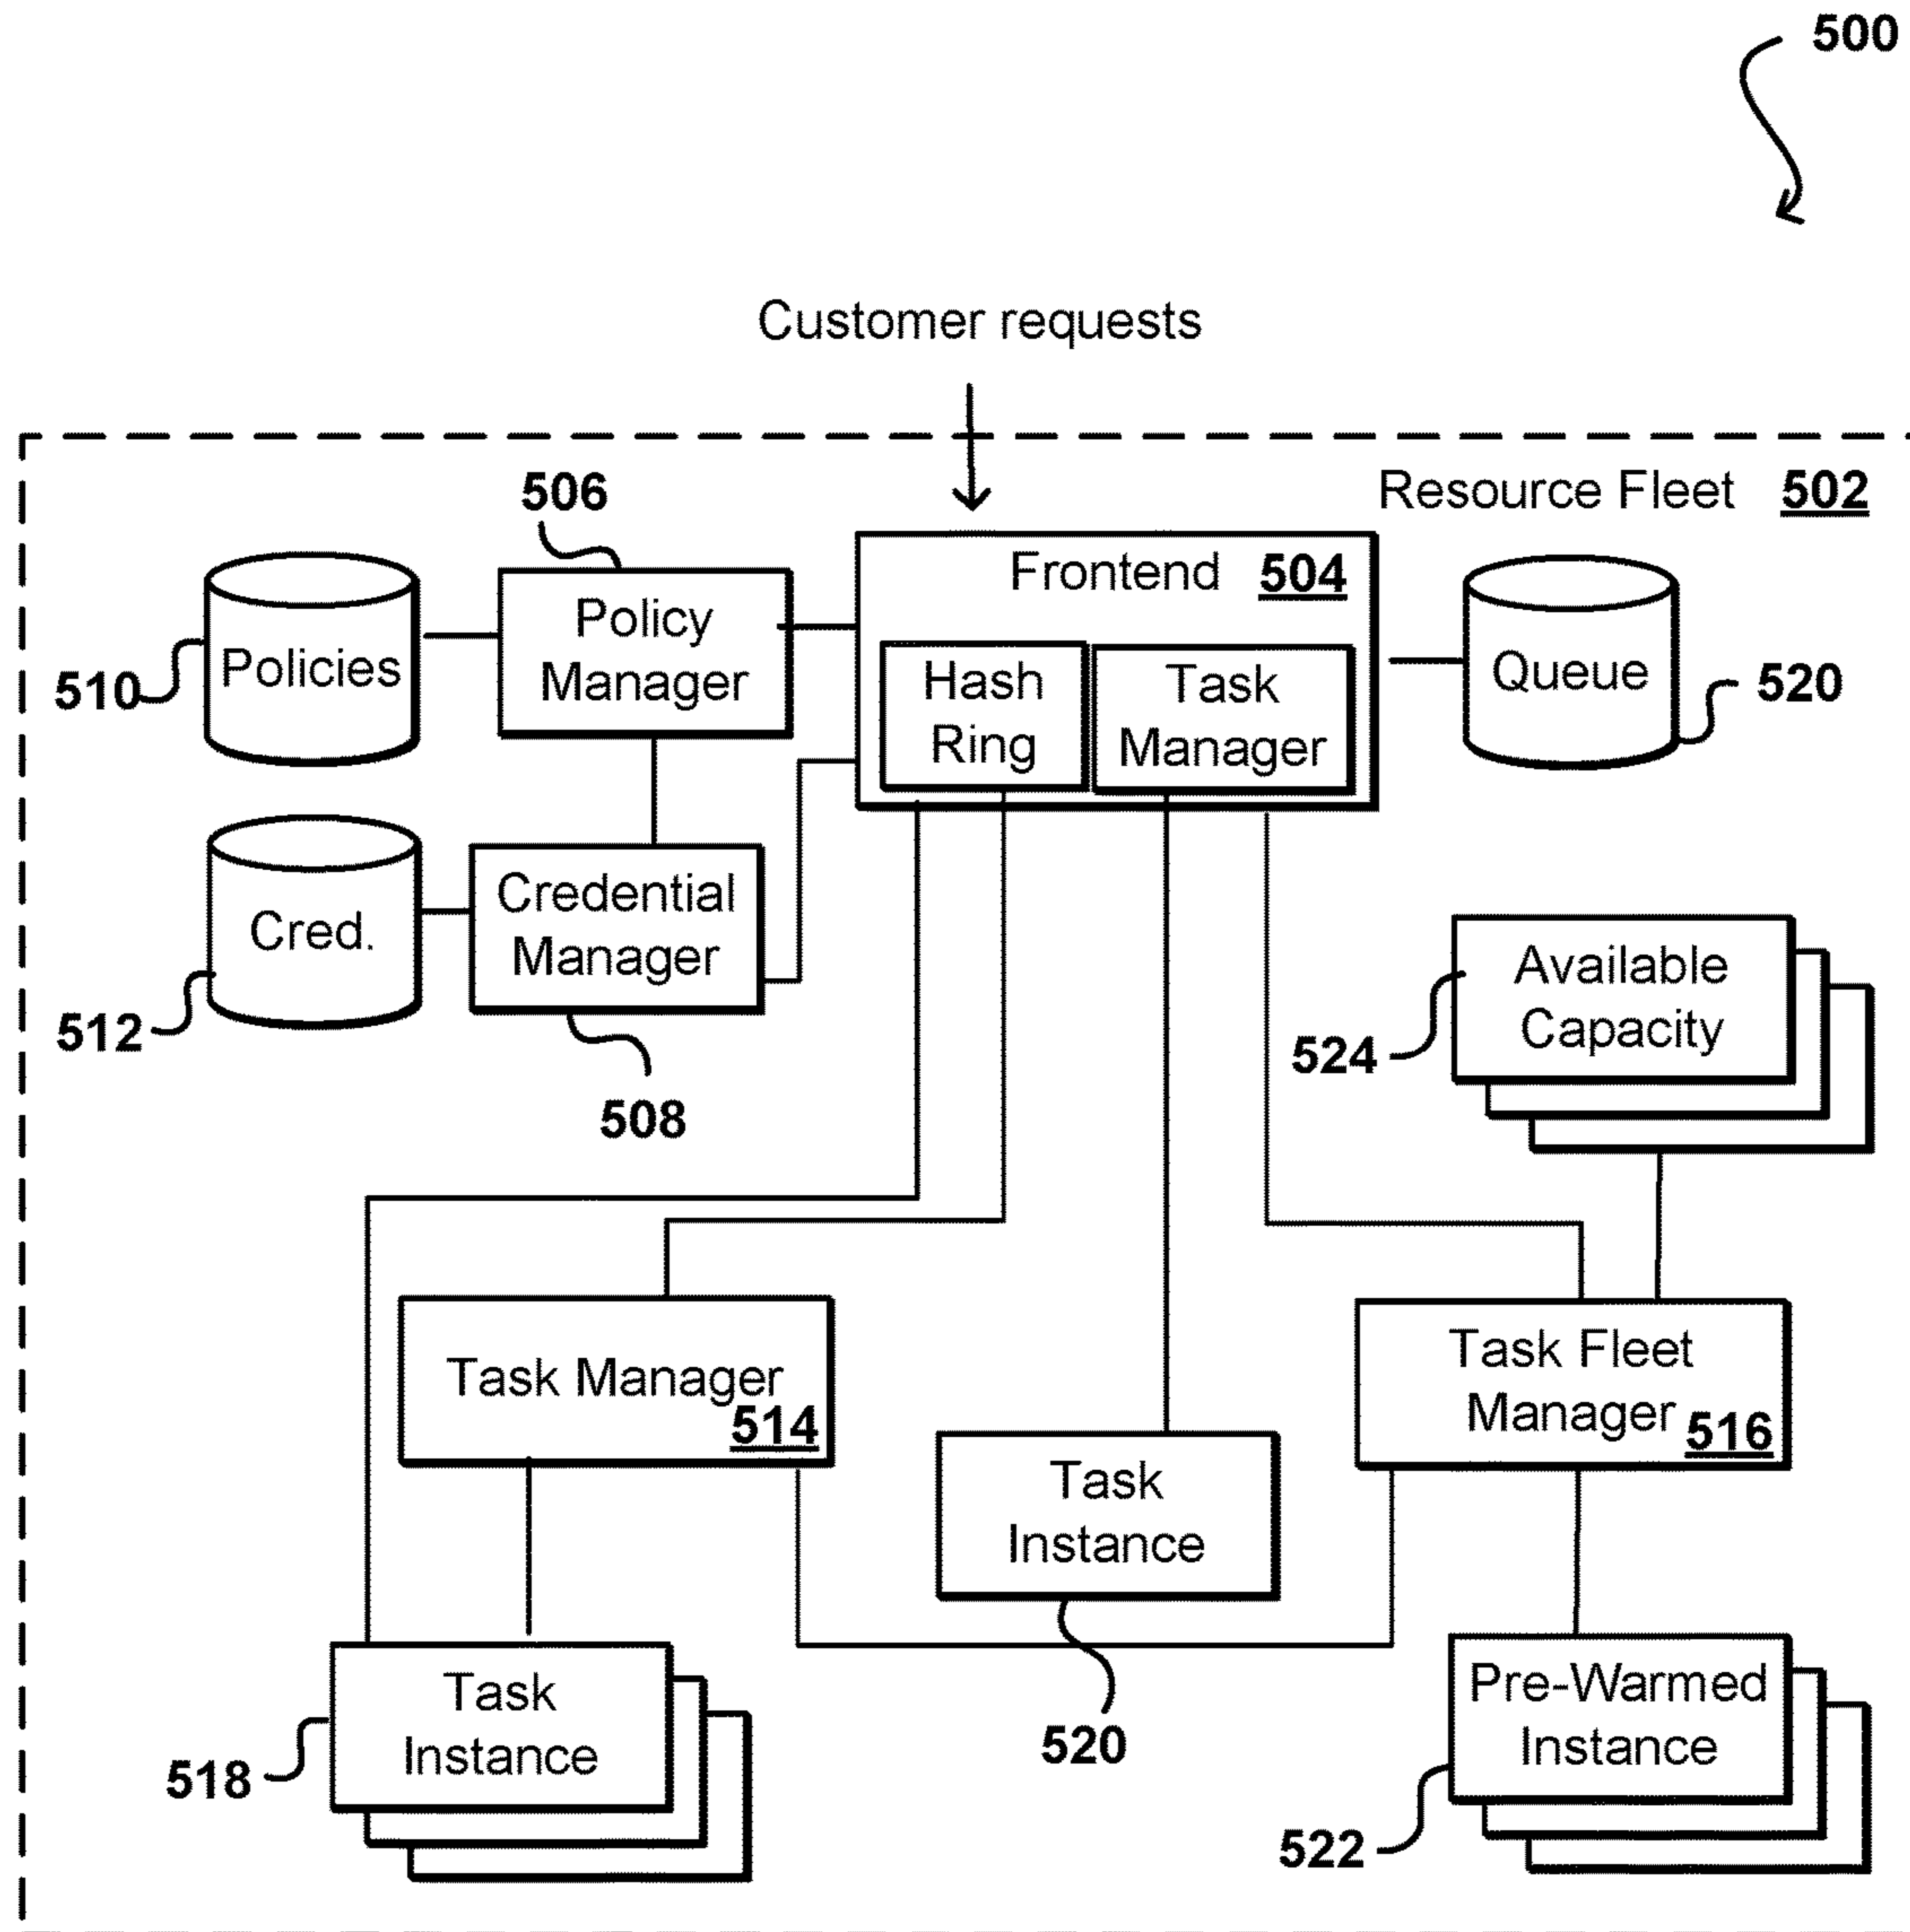 500
Customer requests
Resource Fleet 502
506
Policies
510
Policy
Manager
Frontend 504
Hash
Ring
Task
Manager
Queue
520
Cred.
512
Credential
Manager
508
Available
Capacity
524
Task Manager
514
Task Fleet
Manager 516
Task
Instance
520
Task
Instance
518
Pre-Warmed
Instance
522